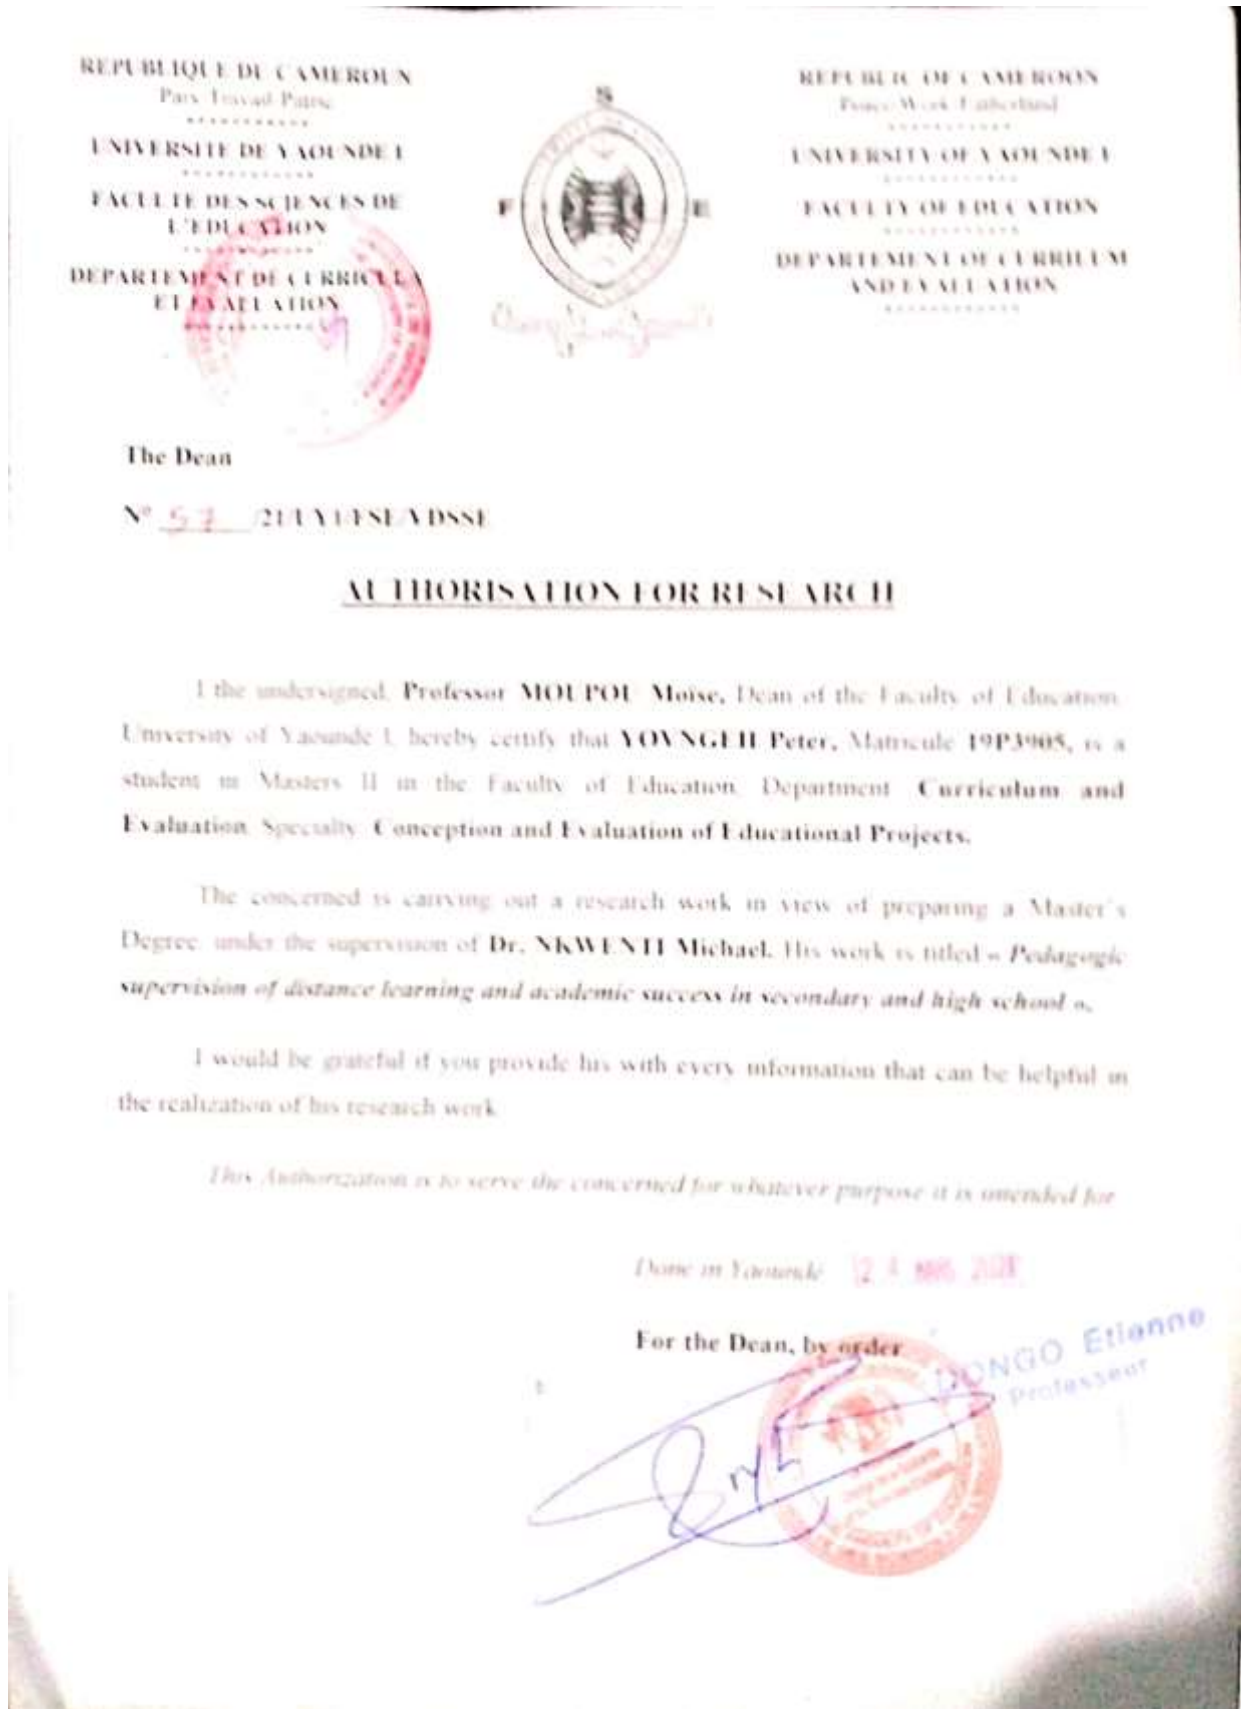 REPUBLIQUE DU CAMEROUN
Paix-Travail-Patrie
************
UNIVERSITE DE YAOUNDE I
************
FACULTE DES SCIENCES DE
L'EDUCATION
************
DEPARTEMENT DE CURRICULA
ET EVALUATION
************
S
F E
REPUBLIC OF CAMEROON
Peace-Work-Fatherland
************
UNIVERSITY OF YAOUNDE I
************
FACULTY OF EDUCATION
************
DEPARTEMENT OF CURRILUM
AND EVALUATION
************
The Dean
N° 57 /21/UYI/FSE/VDSSE
AUTHORISATION FOR RESEARCH
I the undersigned, Professor MOUPOU Moïse, Dean of the Faculty of Education,
University of Yaounde I, hereby certify that YOVNGEH Peter, Matricule 19P3905, is a
student in Masters II in the Faculty of Education, Department Curriculum and
Evaluation, Specialty Conception and Evaluation of Educational Projects.
The concerned is carrying out a research work in view of preparing a Master's
Degree, under the supervision of Dr. NKWENTI Michael. His work is titled « Pedagogic
supervision of distance learning and academic success in secondary and high school ».
I would be grateful if you provide his with every information that can be helpful in
the realization of his research work.
This Authorization is to serve the concerned for whatever purpose it is intended for
Done in Yaounde 24
For the Dean, by order
DONGO Etienne
Professeur